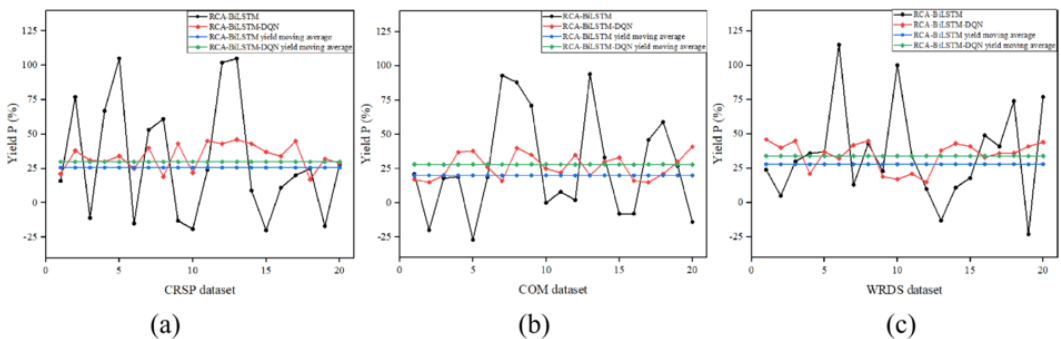 RCA-BiLSTM
RCA-BiLSTM-DQN
RCA-BiLSTM yield moving average
RCA-BiLSTM-DQN yield moving average
125
100
75
50
25
0
-25
Yield P (%)
0 5 10 15 20
CRSP dataset
(a)
RCA-BiLSTM
RCA-BiLSTM-DQN
RCA-BiLSTM yield moving average
RCA-BiLSTM-DQN yield moving average
125
100
75
50
25
0
-25
Yield P (%)
0 5 10 15 20
COM dataset
(b)
RCA-BiLSTM
RCA-BiLSTM-DQN
RCA-BiLSTM yield moving average
RCA-BiLSTM-DQN yield moving average
125
100
75
50
25
0
-25
Yield P (%)
0 5 10 15 20
WRDS dataset
(c)